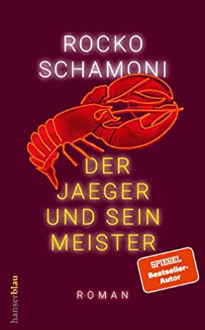 ROCKO
SCHAMONI
DER
JAEGER
UND SEIN
MEISTER
SPIEGEL
Bestseller-
Autor
ROMAN
hanserblau